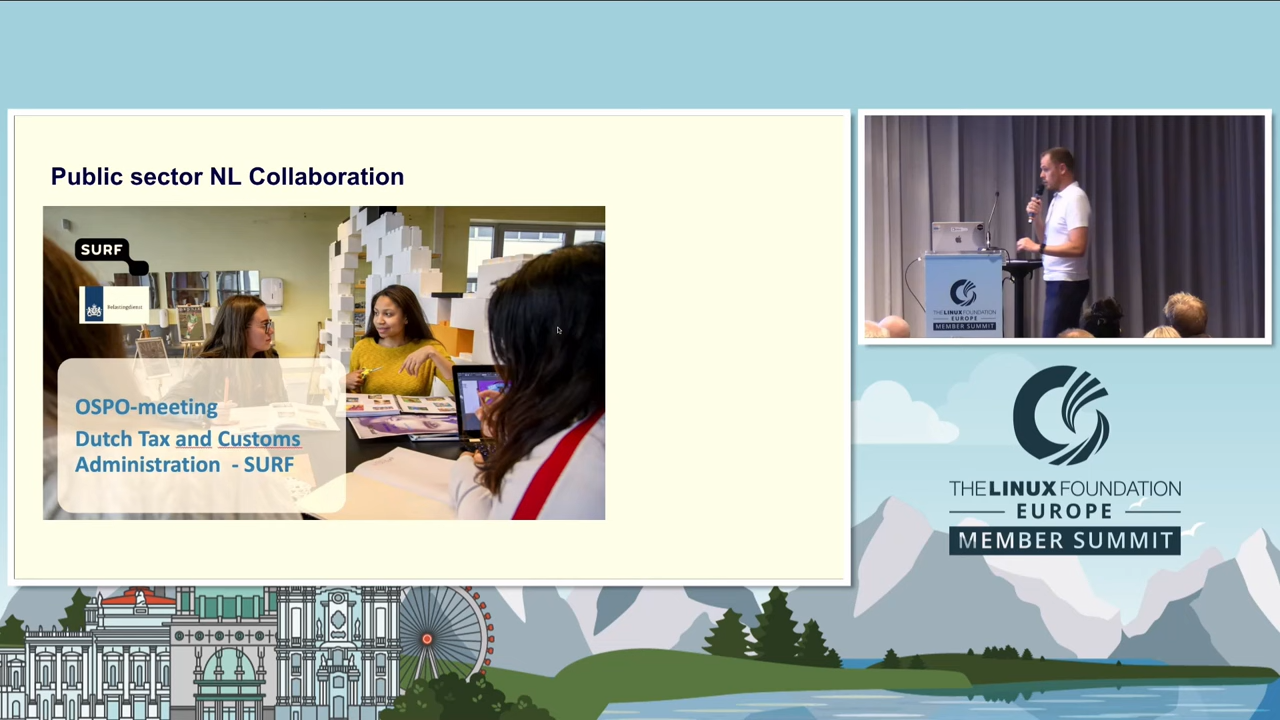 Public sector NL Collaboration
SURF
Belastingdienst
OSPO-meeting
Dutch Tax and Customs
Administration - SURF
THE LINUX FOUNDATION
EUROPE
MEMBER SUMMIT
THE LINUX FOUNDATION
EUROPE
MEMBER SUMMIT